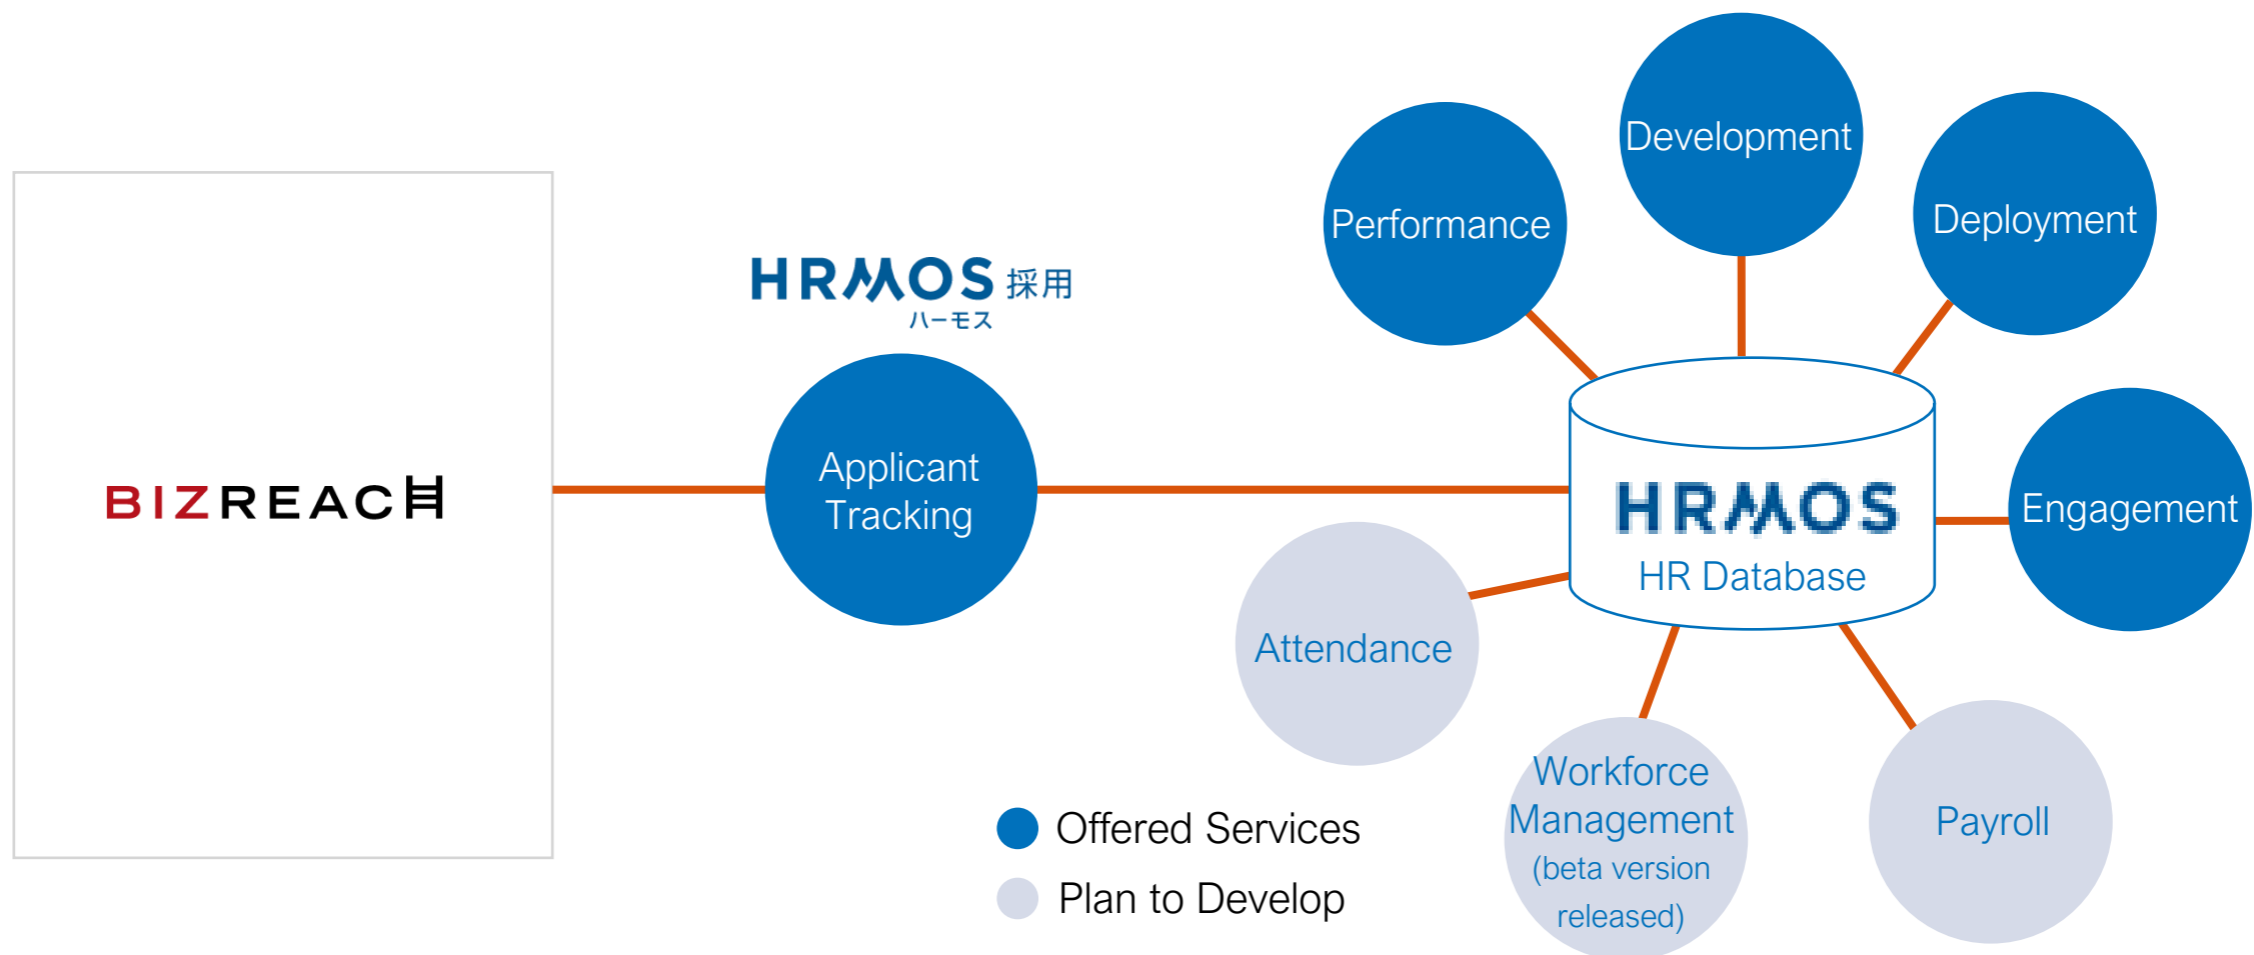 BIZREACH
HRMOS 採用
ハーモス
Applicant
Tracking
Performance
Development
Deployment
Engagement
HRMOS
HR Database
Attendance
Workforce
Management
(beta version
released)
Payroll
Offered Services
Plan to Develop